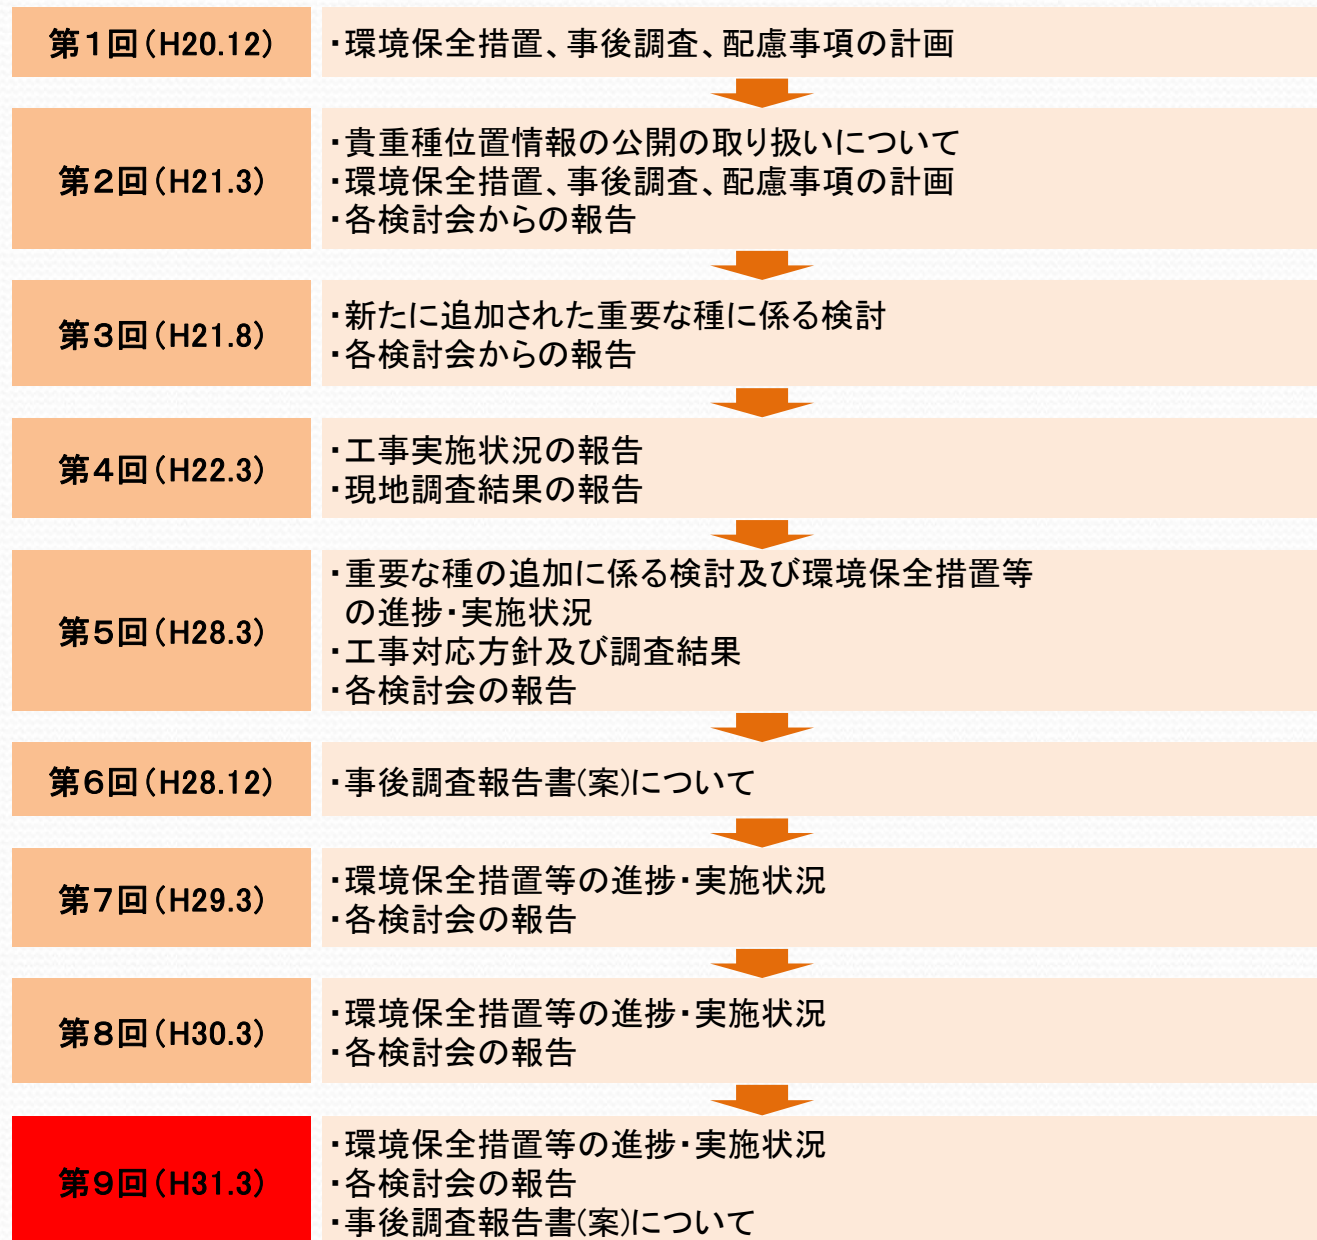 第1回(H20.12)
・環境保全措置、事後調査、配慮事項の計画
第2回(H21.3)
・貴重種位置情報の公開の取り扱いについて
・環境保全措置、事後調査、配慮事項の計画
・各検討会からの報告
第3回(H21.8)
・新たに追加された重要な種に係る検討
・各検討会からの報告
第4回(H22.3)
・工事実施状況の報告
・現地調査結果の報告
第5回(H28.3)
・重要な種の追加に係る検討及び環境保全措置等
の進捗・実施状況
・工事対応方針及び調査結果
・各検討会の報告
第6回(H28.12)
・事後調査報告書(案)について
第7回(H29.3)
・環境保全措置等の進捗・実施状況
・各検討会の報告
第8回(H30.3)
・環境保全措置等の進捗・実施状況
・各検討会の報告
第9回(H31.3)
・環境保全措置等の進捗・実施状況
・各検討会の報告
・事後調査報告書(案)について